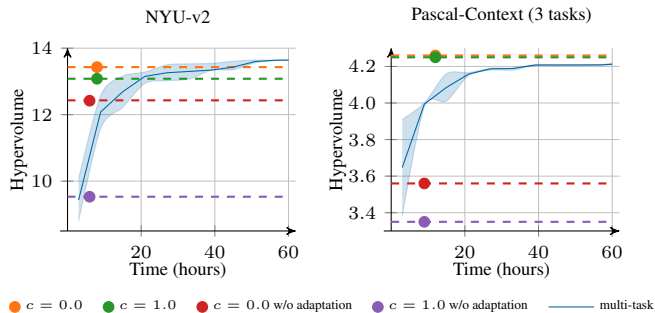 NYU-v2
14
12
10
Hypervolume
20
40
60
Time (hours)
Pascal-Context (3 tasks)
4.2
4.0
3.8
3.6
3.4
Hypervolume
20
40
60
Time (hours)
c = 0.0 c = 1.0 c = 0.0 w/o adaptation c = 1.0 w/o adaptation multi-task